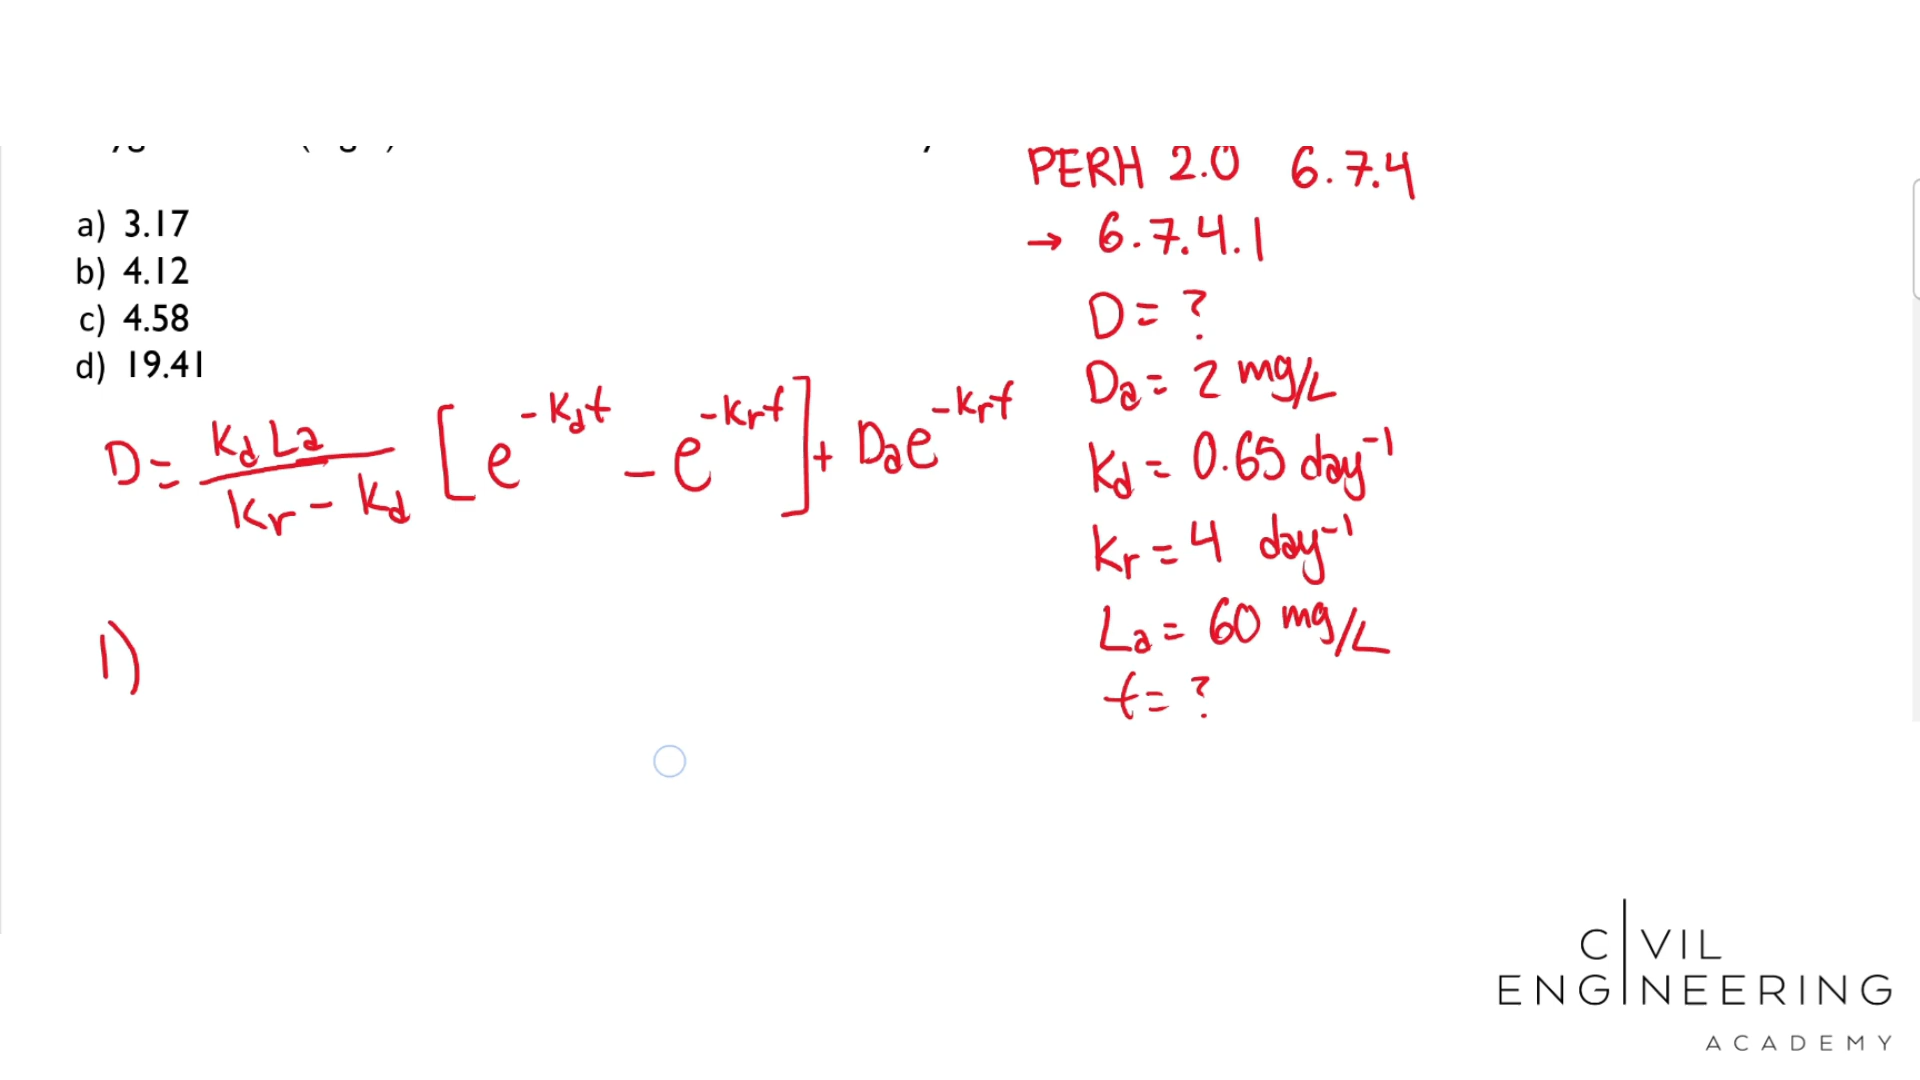 a) 3.17
b) 4.12
c) 4.58
d) 19.41
D = KdLa / Kr - Kd [e^-Kdt - e^-Krt] + Dae^-Krt
1)
PERH 2.0 6.7.4
→ 6.7.4.1
D = ?
Da = 2 mg/L
Kd = 0.65 day^-1
Kr = 4 day^-1
La = 60 mg/L
t = ?
CIVIL
ENGINEERING
ACADEMY